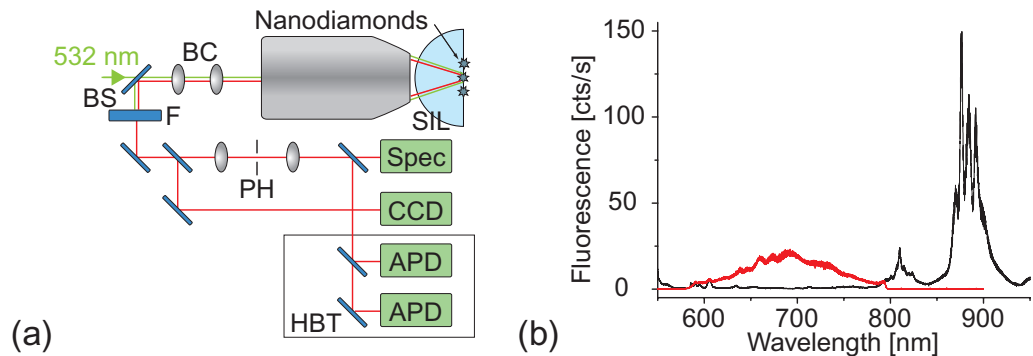 Nanodiamonds
532 nm
BC
BS
F
SIL
PH
Spec
CCD
APD
APD
HBT
(a)
Fluorescence [cts/s]
150
100
50
0
600
700
800
900
Wavelength [nm]
(b)